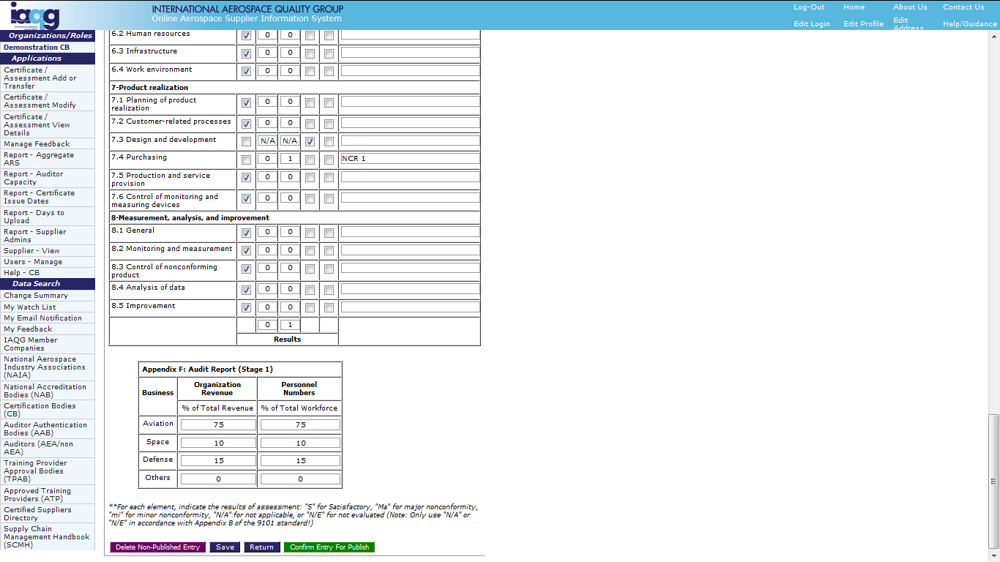 iaqg
INTERNATIONAL AEROSPACE QUALITY GROUP
Online Aerospace Supplier Information System
Log-Out Home About Us Contact Us
Edit Login Edit Profile Edit Address Help/Guidance
Organizations/Roles
Demonstration CB
Applications
Certificate /
Assessment Add or
Transfer
Certificate /
Assessment Modify
Certificate /
Assessment View
Details
Manage Feedback
Report - Aggregate
ARS
Report - Auditor
Capacity
Report - Certificate
Issue Dates
Report - Days to
Upload
Report - Supplier
Admins
Supplier - View
Users - Manage
Help - CB
Data Search
Change Summary
My Watch List
My Email Notification
My Feedback
IAQG Member
Companies
National Aerospace
Industry Associations
(NAIA)
National Accreditation
Bodies (NAB)
Certification Bodies
(CB)
Auditor Authentication
Bodies (AAB)
Auditors (AEA/non
AEA)
Training Provider
Approval Bodies
(TPAB)
Approved Training
Providers (ATP)
Certified Suppliers
Directory
Supply Chain
Management Handbook
(SCMH)
6.2 Human resources 0 0
6.3 Infrastructure 0 0
6.4 Work environment 0 0
7-Product realization
7.1 Planning of product
realization 0 0
7.2 Customer-related processes 0 0
7.3 Design and development N/A N/A
7.4 Purchasing 0 1 NCR 1
7.5 Production and service
provision 0 0
7.6 Control of monitoring and
measuring devices 0 0
8-Measurement, analysis, and improvement
8.1 General 0 0
8.2 Monitoring and measurement 0 0
8.3 Control of nonconforming
product 0 0
8.4 Analysis of data 0 0
8.5 Improvement 0 0
0 1
Results
Appendix F: Audit Report (Stage 1)
Business Organization Revenue Personnel Numbers
% of Total Revenue % of Total Workforce
Aviation 75 75
Space 10 10
Defense 15 15
Others 0 0
**For each element, indicate the results of assessment: "S" for Satisfactory, "Ma" for major nonconformity,
"mi" for minor nonconformity, "N/A" for not applicable, or "N/E" for not evaluated (Note: Only use "N/A" or
"N/E" in accordance with Appendix B of the 9101 standard!)
Delete Non-Published Entry Save Return Confirm Entry For Publish